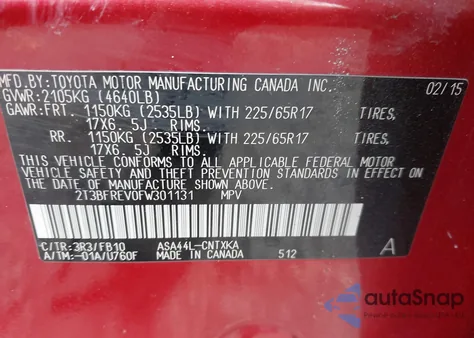 MFD. BY: TOYOTA MOTOR MANUFACTURING CANADA INC. 02/15
GVWR: 2105KG (4640LB)
GAWR: FRT. 1150KG (2535LB) WITH 225/65R17 TIRES,
17X6. 5J RIMS.
RR. 1150KG (2535LB) WITH 225/65R17 TIRES,
17X6. 5J RIMS.
THIS VEHICLE CONFORMS TO ALL APPLICABLE FEDERAL MOTOR
VEHICLE SAFETY AND THEFT PREVENTION STANDARDS IN EFFECT
ON THE DATE OF MANUFACTURE SHOWN ABOVE.
2T3BFREV0FW301131 MPV
C/TR: 3R3/FB10 ASA44L-CNTXKA A
A/TM: -01A/U760F MADE IN CANADA 512
autoSnap